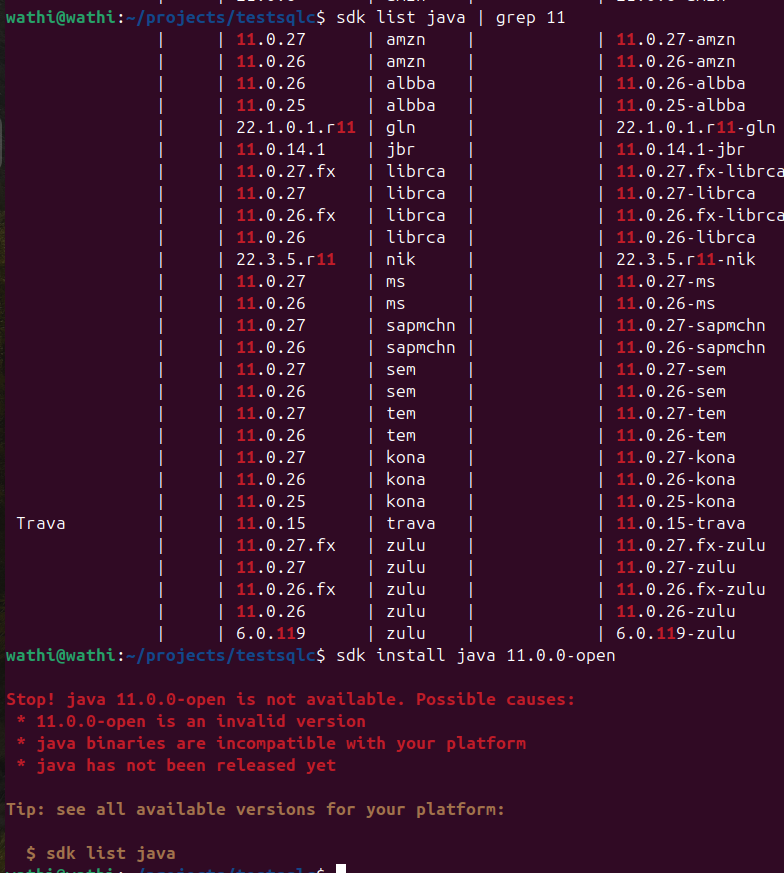 wathi@wathi:~/projects/testsqlc$ sdk list java | grep 11
| | 11.0.27 | amzn | | 11.0.27-amzn
| | 11.0.26 | amzn | | 11.0.26-amzn
| | 11.0.26 | albba | | 11.0.26-albba
| | 11.0.25 | albba | | 11.0.25-albba
| | 22.1.0.1.r11 | gln | | 22.1.0.1.r11-gln
| | 11.0.14.1 | jbr | | 11.0.14.1-jbr
| | 11.0.27.fx | librca | | 11.0.27.fx-librca
| | 11.0.27 | librca | | 11.0.27-librca
| | 11.0.26.fx | librca | | 11.0.26.fx-librca
| | 11.0.26 | librca | | 11.0.26-librca
| | 22.3.5.r11 | nik | | 22.3.5.r11-nik
| | 11.0.27 | ms | | 11.0.27-ms
| | 11.0.26 | ms | | 11.0.26-ms
| | 11.0.27 | sapmchn | | 11.0.27-sapmchn
| | 11.0.26 | sapmchn | | 11.0.26-sapmchn
| | 11.0.27 | sem | | 11.0.27-sem
| | 11.0.26 | sem | | 11.0.26-sem
| | 11.0.27 | tem | | 11.0.27-tem
| | 11.0.26 | tem | | 11.0.26-tem
| | 11.0.27 | kona | | 11.0.27-kona
| | 11.0.26 | kona | | 11.0.26-kona
| | 11.0.25 | kona | | 11.0.25-kona
Trava | | 11.0.15 | trava | | 11.0.15-trava
| | 11.0.27.fx | zulu | | 11.0.27.fx-zulu
| | 11.0.27 | zulu | | 11.0.27-zulu
| | 11.0.26.fx | zulu | | 11.0.26.fx-zulu
| | 11.0.26 | zulu | | 11.0.26-zulu
| | 6.0.119 | zulu | | 6.0.119-zulu
wathi@wathi:~/projects/testsqlc$ sdk install java 11.0.0-open
Stop! java 11.0.0-open is not available. Possible causes:
* 11.0.0-open is an invalid version
* java binaries are incompatible with your platform
* java has not been released yet
Tip: see all available versions for your platform:
$ sdk list java
wathi@wathi:~/projects/testsqlc$